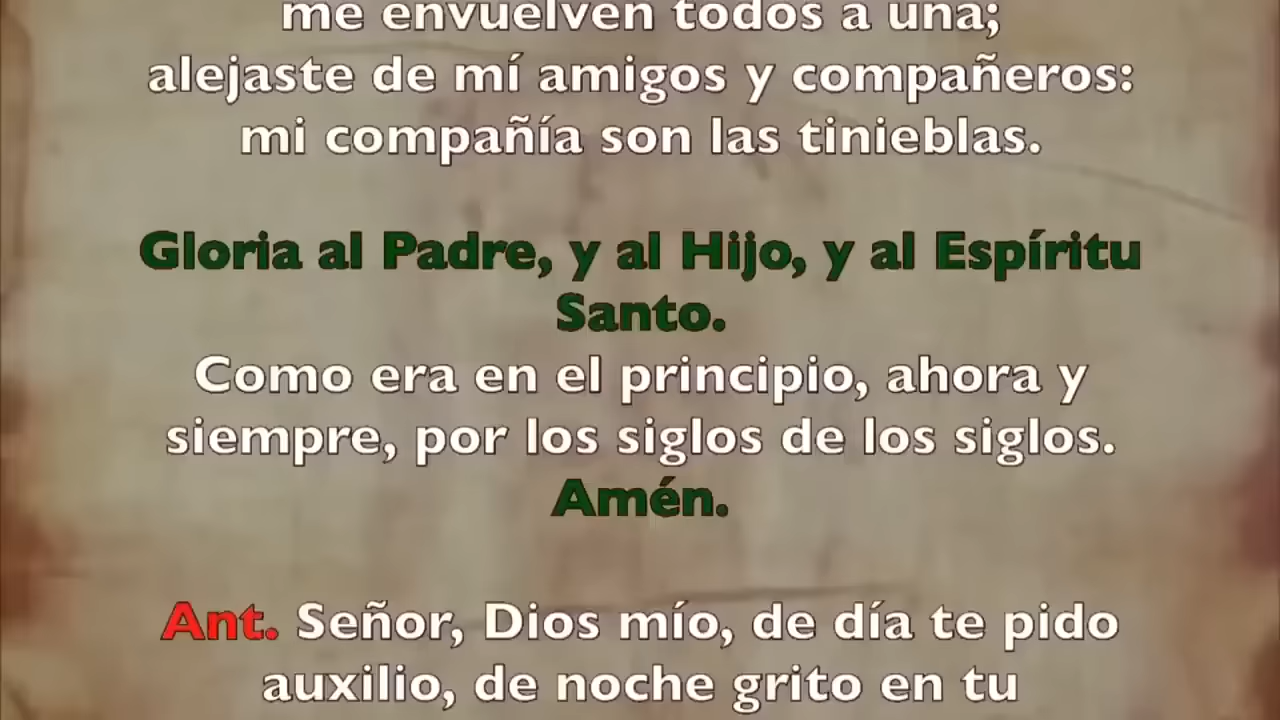 me envuelven todos a una;
alejaste de mí amigos y compañeros:
mi compañía son las tinieblas.
Gloria al Padre, y al Hijo, y al Espíritu
Santo.
Como era en el principio, ahora y
siempre, por los siglos de los siglos.
Amén.
Ant. Señor, Dios mío, de día te pido
auxilio, de noche grito en tu